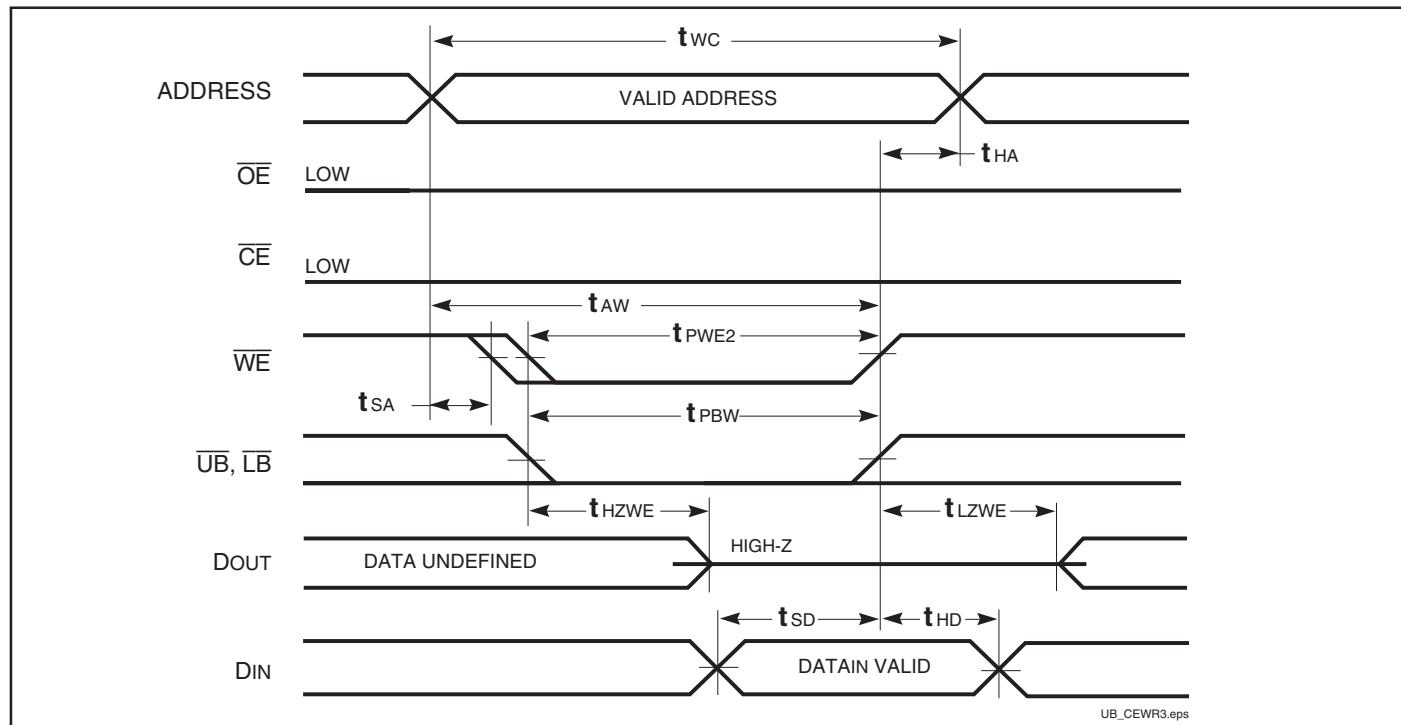 tWC
ADDRESS
VALID ADDRESS
tHA
OE
LOW
CE
LOW
tAW
tPWE2
WE
tSA
tPBW
UB, LB
tHZWE
tLZWE
HIGH-Z
DOUT
DATA UNDEFINED
tSD
tHD
DIN
DATAIN VALID
UB_CEWR3.eps